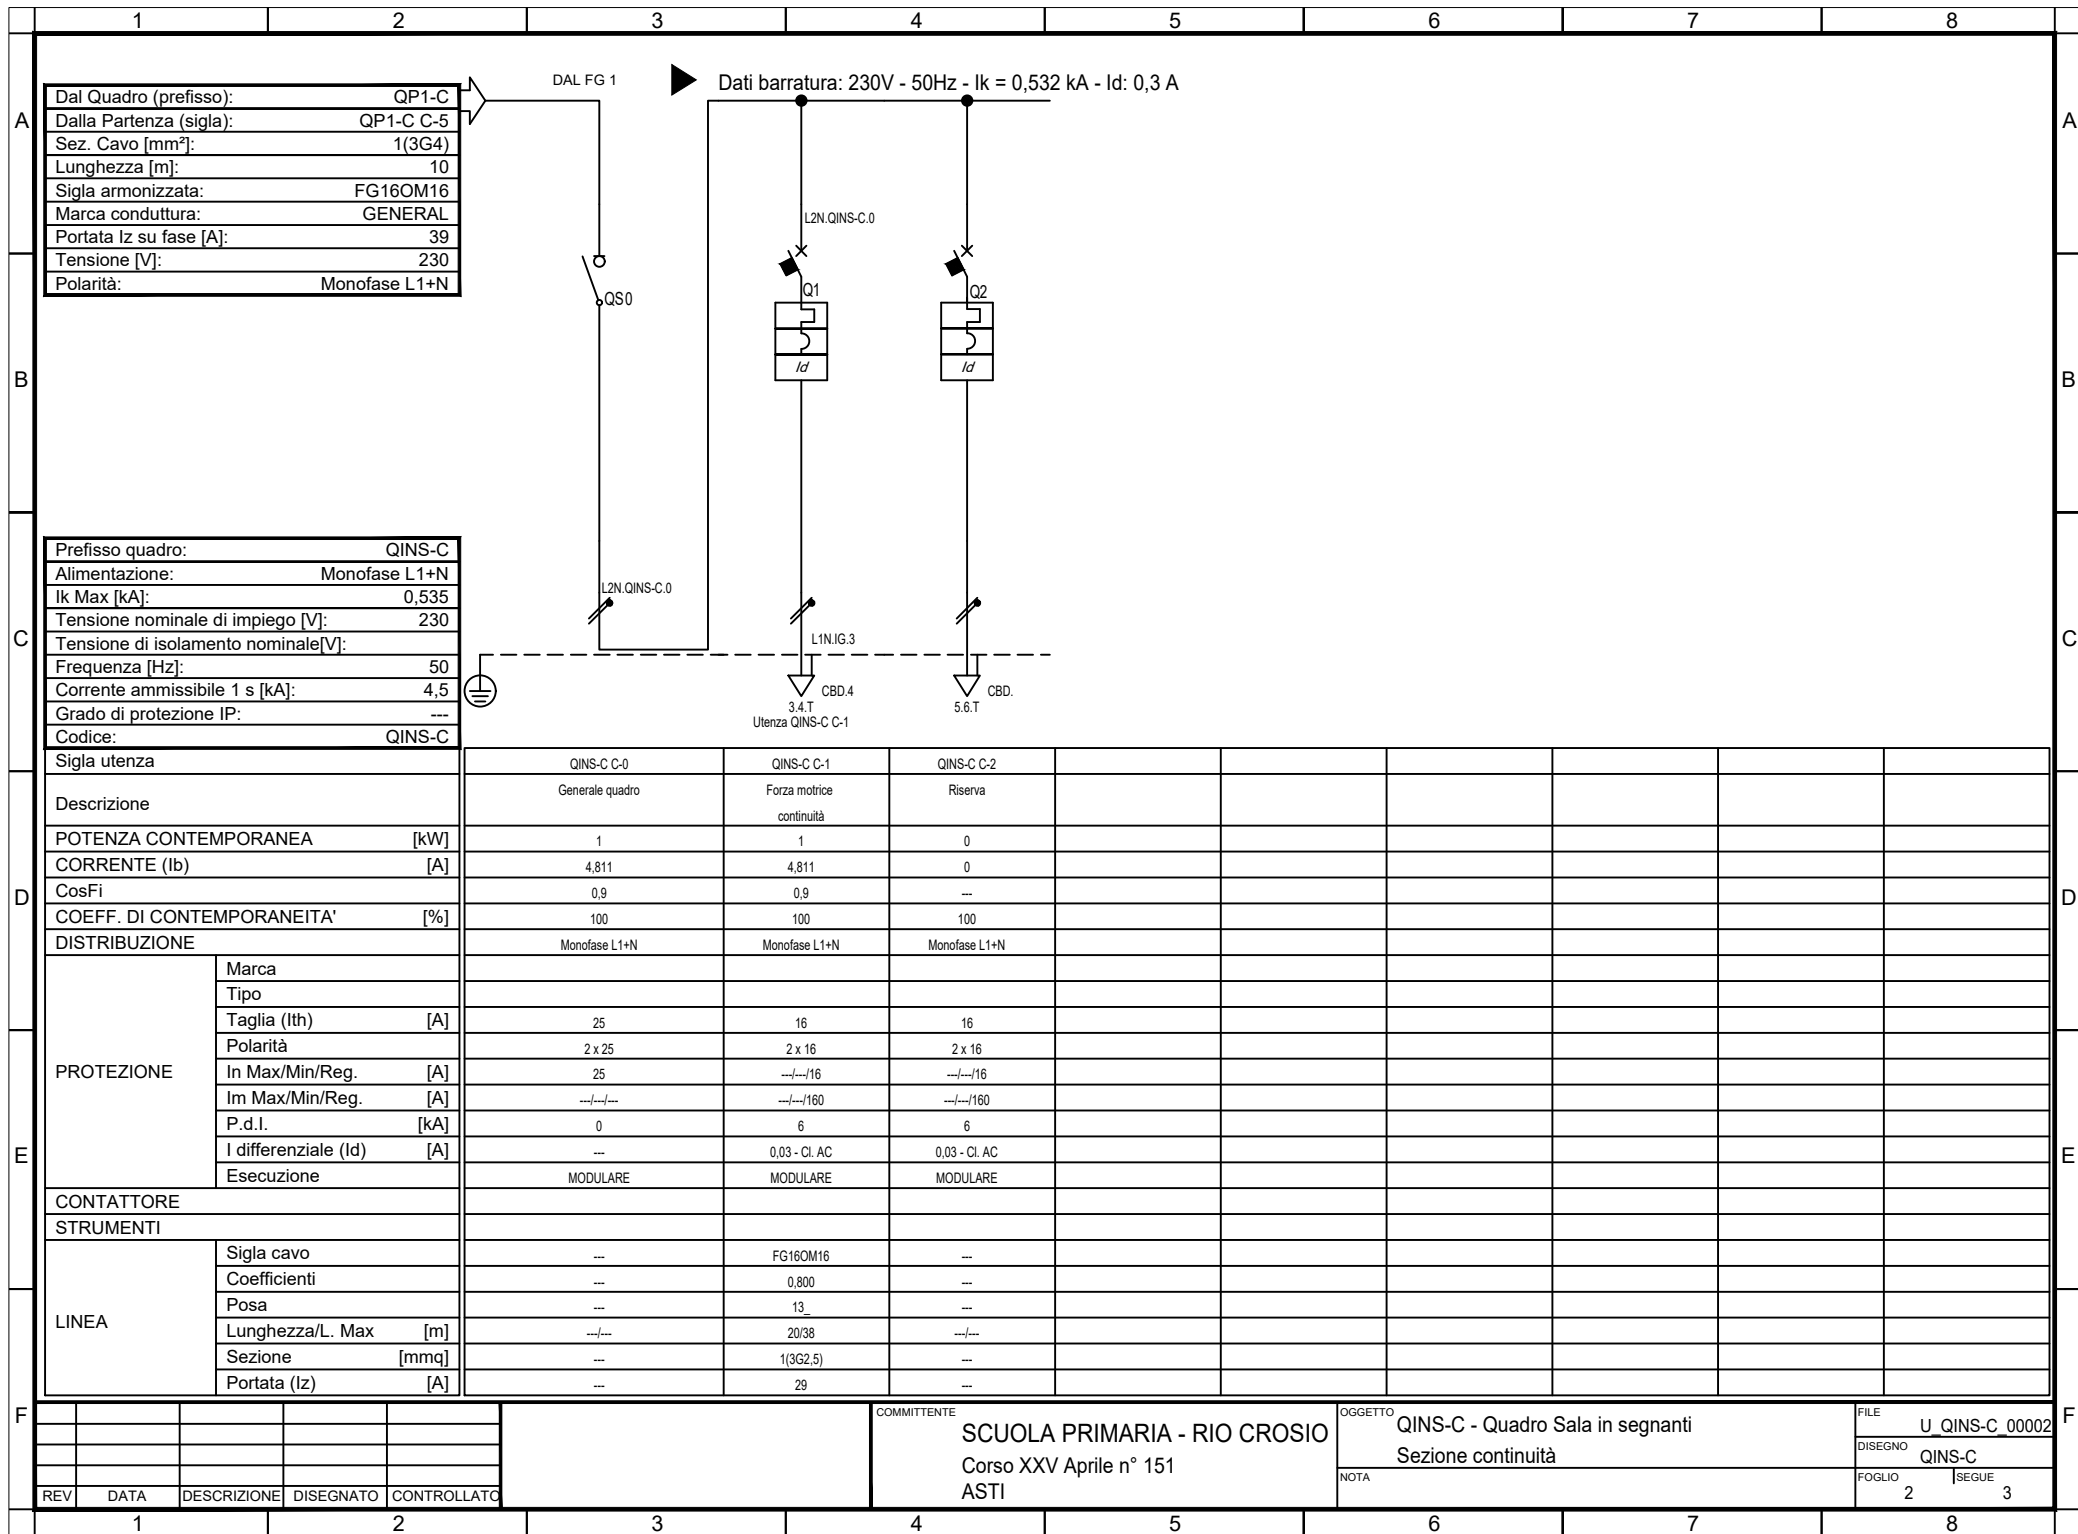 1 2 3 4 5 6 7 8
A A
B B
C C
D D
E E
F F
Dal Quadro (prefisso): QP1-C
Dalla Partenza (sigla): QP1-C C-5
Sez. Cavo [mm²]: 1(3G4)
Lunghezza [m]: 10
Sigla armonizzata: FG16OM16
Marca conduttura: GENERAL
Portata Iz su fase [A]: 39
Tensione [V]: 230
Polarità: Monofase L1+N
DAL FG 1
Dati barratura: 230V - 50Hz - Ik = 0,532 kA - Id: 0,3 A
L2N.QINS-C.0
QS0
Q1
Q2
Id
Id
Prefisso quadro: QINS-C
Alimentazione: Monofase L1+N
Ik Max [kA]: 0,535
Tensione nominale di impiego [V]: 230
Tensione di isolamento nominale[V]:
Frequenza [Hz]: 50
Corrente ammissibile 1 s [kA]: 4,5
Grado di protezione IP: ---
Codice: QINS-C
L2N.QINS-C.0
L1N.IG.3
CBD.4
CBD.
3.4.T
5.6.T
Utenza QINS-C C-1
Sigla utenza QINS-C C-0 QINS-C C-1 QINS-C C-2
Descrizione Generale quadro Forza motrice Riserva
continuità
POTENZA CONTEMPORANEA [kW] 1 1 0
CORRENTE (Ib) [A] 4,811 4,811 0
CosFi 0,9 0,9 ---
COEFF. DI CONTEMPORANEITA' [%] 100 100 100
DISTRIBUZIONE Monofase L1+N Monofase L1+N Monofase L1+N
PROTEZIONE
Marca
Tipo
Taglia (Ith) [A] 25 16 16
Polarità 2 x 25 2 x 16 2 x 16
In Max/Min/Reg. [A] 25 ---/---/16 ---/---/16
Im Max/Min/Reg. [A] ---/---/--- ---/---/160 ---/---/160
P.d.I. [kA] 0 6 6
I differenziale (Id) [A] --- 0,03 - Cl. AC 0,03 - Cl. AC
Esecuzione MODULARE MODULARE MODULARE
CONTATTORE
STRUMENTI
LINEA
Sigla cavo --- FG16OM16 ---
Coefficienti --- 0,800 ---
Posa --- 13_ ---
Lunghezza/L. Max [m] ---/--- 20/38 ---/---
Sezione [mmq] --- 1(3G2,5) ---
Portata (Iz) [A] --- 29 ---
REV DATA DESCRIZIONE DISEGNATO CONTROLLATO
COMMITTENTE
SCUOLA PRIMARIA - RIO CROSIO
Corso XXV Aprile n° 151
ASTI
OGGETTO QINS-C - Quadro Sala in segnanti
Sezione continuità
NOTA
FILE U_QINS-C_00002
DISEGNO QINS-C
FOGLIO 2 SEGUE 3
1 2 3 4 5 6 7 8